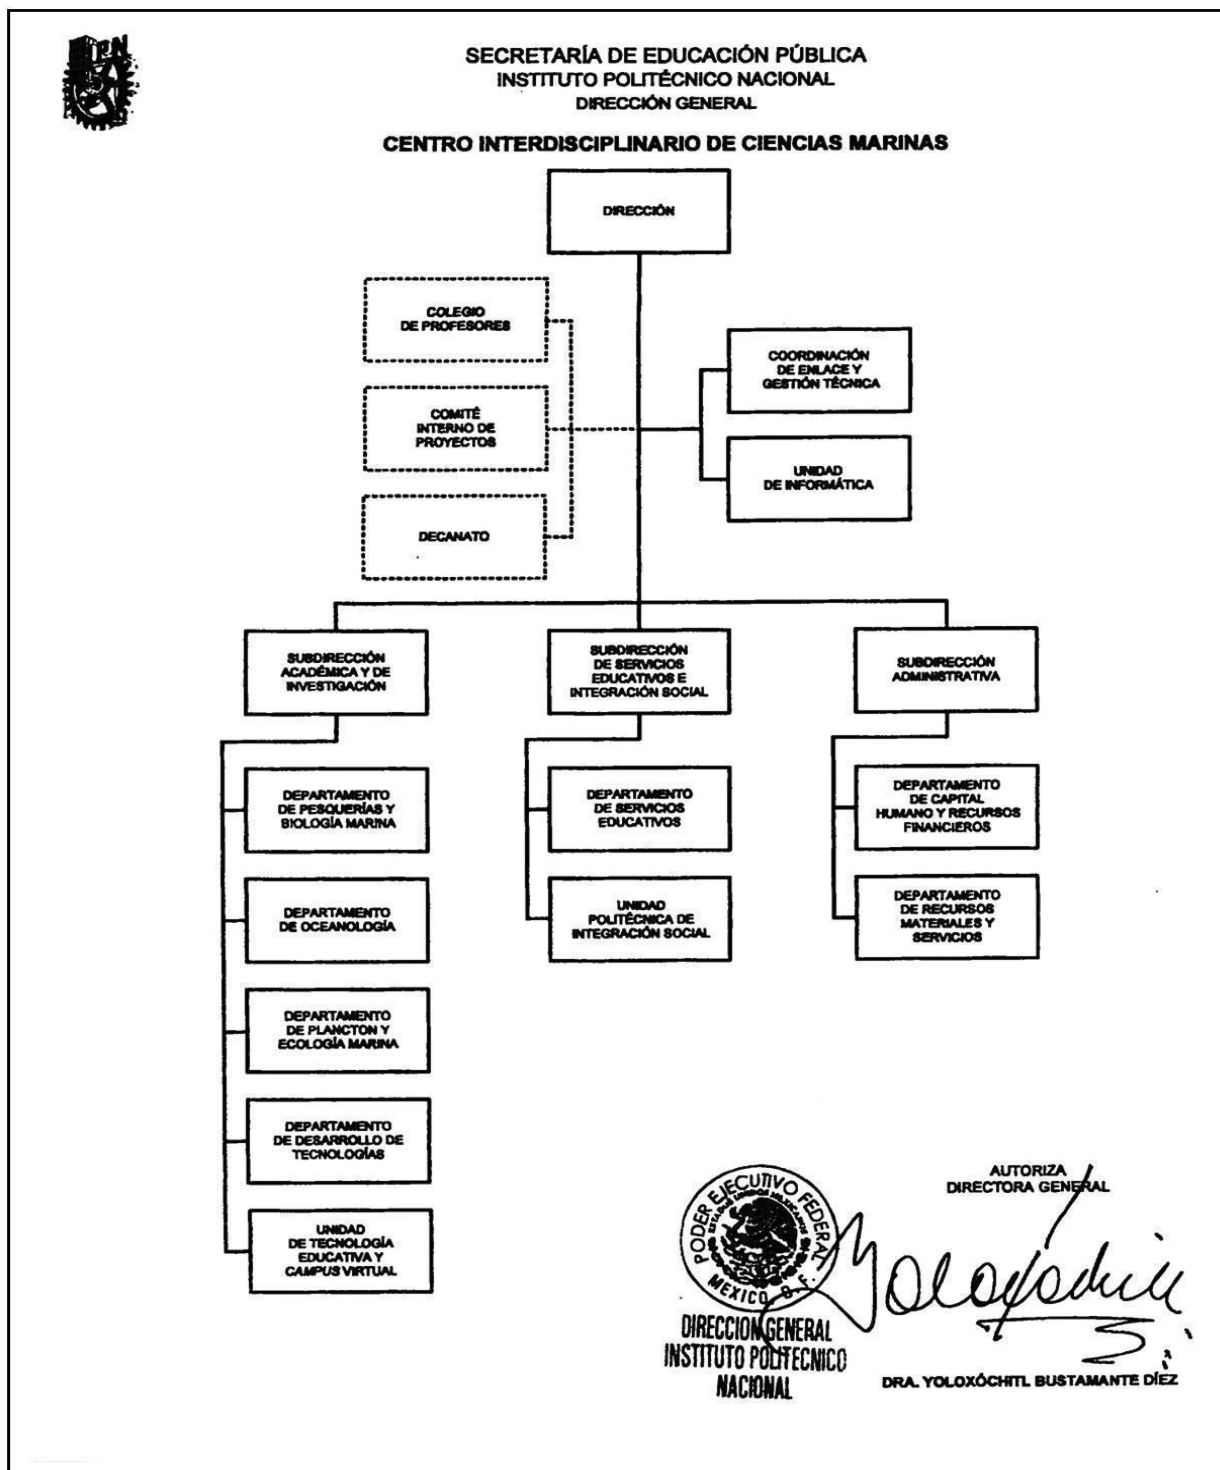 SECRETARÍA DE EDUCACIÓN PÚBLICA
INSTITUTO POLITÉCNICO NACIONAL
DIRECCIÓN GENERAL
CENTRO INTERDISCIPLINARIO DE CIENCIAS MARINAS
DIRECCIÓN
COLEGIO
DE PROFESORES
COORDINACIÓN
DE ENLACE Y
GESTIÓN TÉCNICA
COMITÉ
INTERNO DE
PROYECTOS
UNIDAD
DE INFORMÁTICA
DECANATO
SUBDIRECCIÓN
ACADÉMICA Y DE
INVESTIGACIÓN
SUBDIRECCIÓN
DE SERVICIOS
EDUCATIVOS E
INTEGRACIÓN SOCIAL
SUBDIRECCIÓN
ADMINISTRATIVA
DEPARTAMENTO
DE PESQUERÍAS Y
BIOLOGÍA MARINA
DEPARTAMENTO
DE SERVICIOS
EDUCATIVOS
DEPARTAMENTO
DE CAPITAL
HUMANO Y RECURSOS
FINANCIEROS
DEPARTAMENTO
DE OCEANOLOGÍA
UNIDAD
POLITÉCNICA DE
INTEGRACIÓN SOCIAL
DEPARTAMENTO
DE RECURSOS
MATERIALES Y
SERVICIOS
DEPARTAMENTO
DE PLANCTON Y
ECOLOGÍA MARINA
DEPARTAMENTO
DE DESARROLLO DE
TECNOLOGÍAS
UNIDAD
DE TECNOLOGÍA
EDUCATIVA Y
CAMPUS VIRTUAL
PODER EJECUTIVO FEDERAL
ESTADOS UNIDOS MEXICANOS
MEXICO, D. F.
DIRECCION GENERAL
INSTITUTO POLITECNICO
NACIONAL
AUTORIZA
DIRECTORA GENERAL
DRA. YOLOXÓCHITL BUSTAMANTE DÍEZ